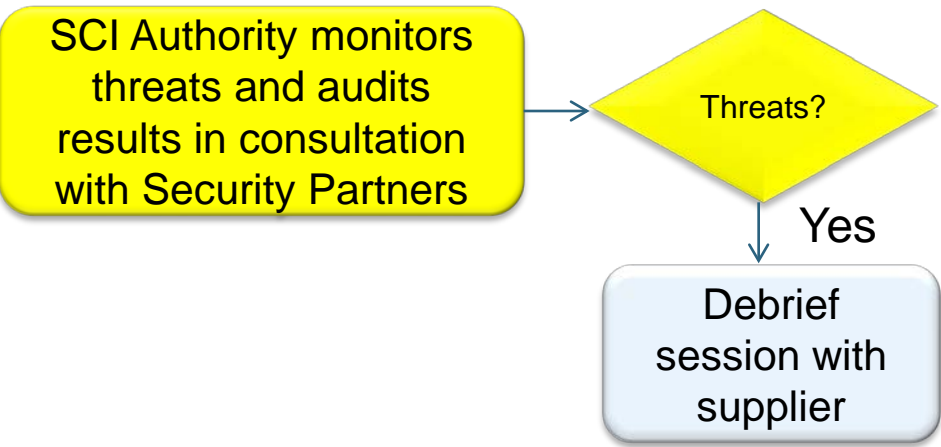 SCI Authority monitors
threats and audits
results in consultation
with Security Partners
Threats?
Yes
Debrief
session with
supplier